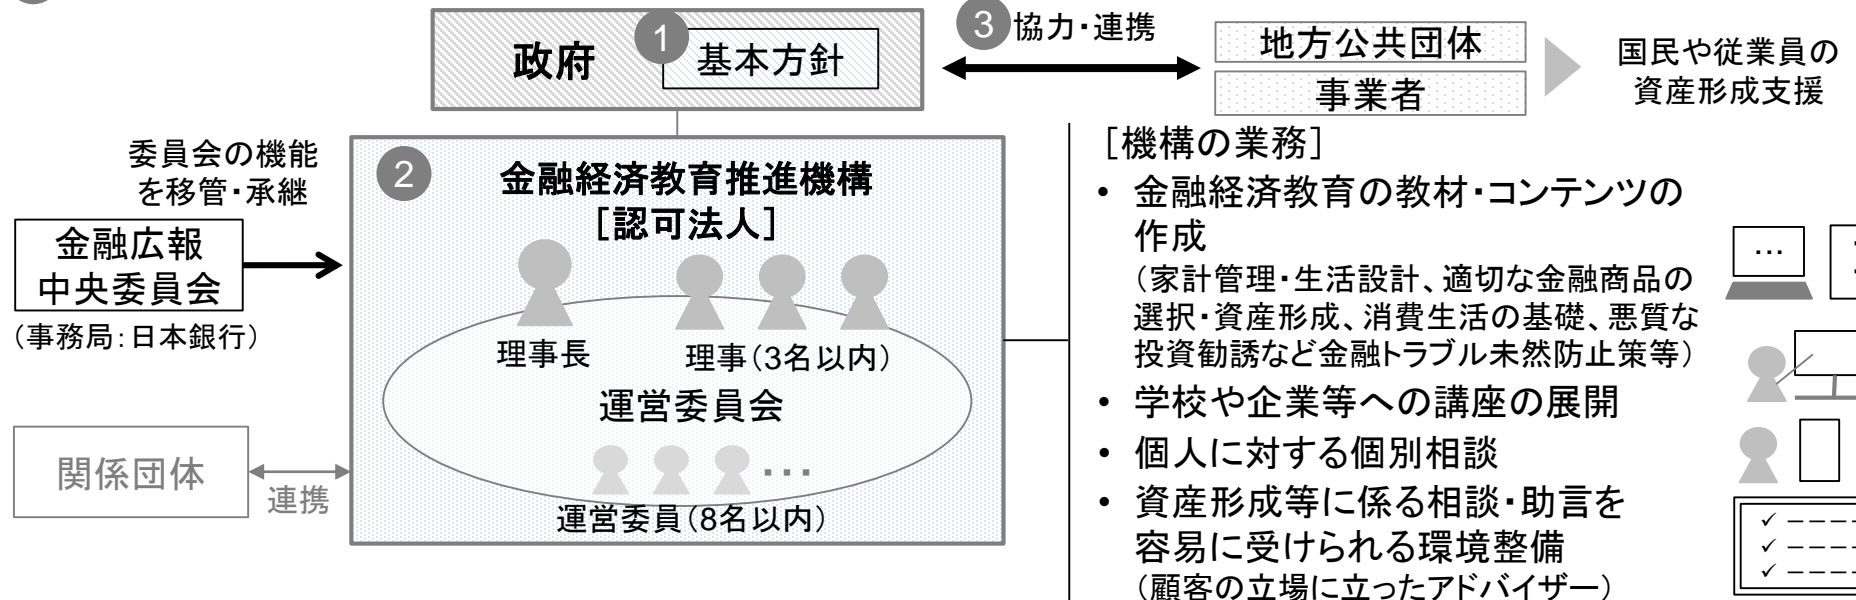 政府
1
基本方針
3
協力・連携
地方公共団体
事業者
国民や従業員の
資産形成支援
委員会の機能
を移管・承継
金融広報
中央委員会
（事務局：日本銀行）
関係団体
連携
2
金融経済教育推進機構
［認可法人］
理事長
理事（3名以内）
運営委員会
…
運営委員（8名以内）
［機構の業務］
• 金融経済教育の教材・コンテンツの
作成
（家計管理・生活設計、適切な金融商品の
選択・資産形成、消費生活の基礎、悪質な
投資勧誘など金融トラブル未然防止策等）
• 学校や企業等への講座の展開
• 個人に対する個別相談
• 資産形成等に係る相談・助言を
容易に受けられる環境整備
（顧客の立場に立ったアドバイザー）
…